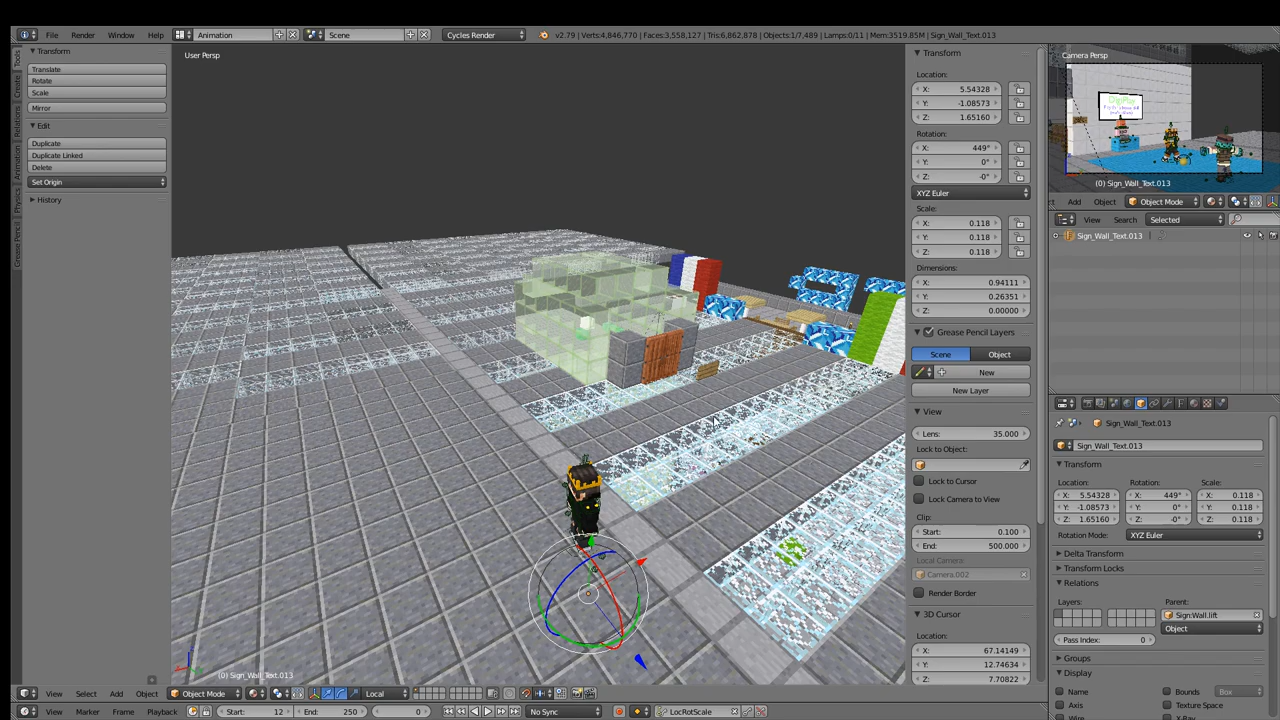 File Render Window Help Animation Scene Cycles Render v2.79 | Verts:4,846,770 | Faces:3,558,127 | Tris:6,862,878 | Objects:1/7,489 | Lamps:0/11 | Mem:3519.85M | Sign_Wall_Text.013
Tools
Create
Relations
Animation
Physics
Grease Pencil
Transform
Translate
Rotate
Scale
Mirror
Edit
Duplicate
Duplicate Linked
Delete
Set Origin
History
User Persp
(0) Sign_Wall_Text.013
Transform
Location:
X: 5.54328
Y: -1.08573
Z: 1.65160
Rotation:
X: 449°
Y: 0°
Z: -0°
XYZ Euler
Scale:
X: 0.118
Y: 0.118
Z: 0.118
Dimensions:
X: 0.94111
Y: 0.26351
Z: 0.00000
Grease Pencil Layers
Scene Object
New
New Layer
View
Lens: 35.000
Lock to Object:
Lock to Cursor
Lock Camera to View
Clip:
Start: 0.100
End: 500.000
Local Camera:
Camera.002
Render Border
3D Cursor
Location:
X: 67.14149
Y: 12.74634
Z: 7.70822
Camera Persp
DigiPlay
(0) Sign_Wall_Text.013
Add Object Object Mode
View Search Selected
Sign_Wall_Text.013
Sign_Wall_Text.013
Sign_Wall_Text.013
Transform
Location: Rotation: Scale:
X: 5.54328 X: 449° X: 0.118
Y: -1.08573 Y: 0° Y: 0.118
Z: 1.65160 Z: -0° Z: 0.118
Rotation Mode: XYZ Euler
Delta Transform
Transform Locks
Relations
Layers: Parent:
Sign:Wall.lift
Object
Pass Index: 0
Groups
Display
Name Bounds Box
Axis Texture Space
View Select Add Object Object Mode Local
View Marker Frame Playback Start: 12 End: 250 0 No Sync LocRotScale